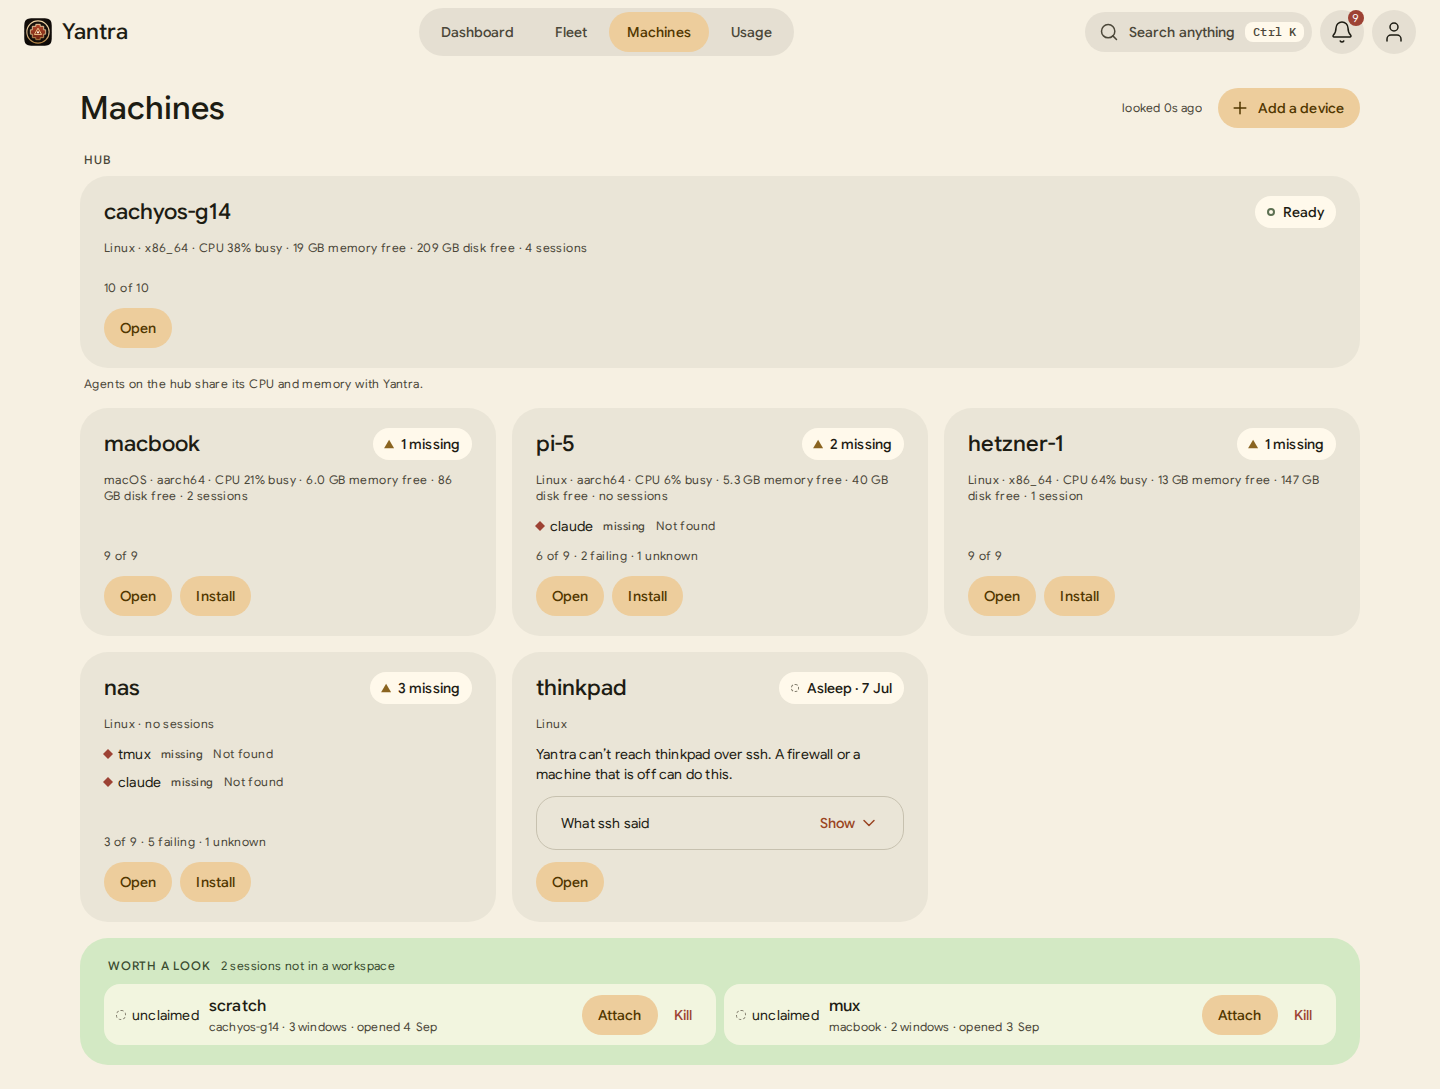 Yantra
Dashboard
Fleet
Machines
Usage
Search anything
Ctrl K
9
Machines
looked 0s ago
Add a device
HUB
cachyos-g14
Ready
Linux · x86_64 · CPU 38% busy · 19 GB memory free · 209 GB disk free · 4 sessions
10 of 10
Open
Agents on the hub share its CPU and memory with Yantra.
macbook
1 missing
macOS · aarch64 · CPU 21% busy · 6.0 GB memory free · 86
GB disk free · 2 sessions
9 of 9
Open
Install
pi-5
2 missing
Linux · aarch64 · CPU 6% busy · 5.3 GB memory free · 40 GB
disk free · no sessions
claude missing Not found
6 of 9 · 2 failing · 1 unknown
Open
Install
hetzner-1
1 missing
Linux · x86_64 · CPU 64% busy · 13 GB memory free · 147 GB
disk free · 1 session
9 of 9
Open
Install
nas
3 missing
Linux · no sessions
tmux missing Not found
claude missing Not found
3 of 9 · 5 failing · 1 unknown
Open
Install
thinkpad
Asleep · 7 Jul
Linux
Yantra can't reach thinkpad over ssh. A firewall or a
machine that is off can do this.
What ssh said
Show
Open
WORTH A LOOK 2 sessions not in a workspace
unclaimed
scratch
cachyos-g14 · 3 windows · opened 4 Sep
Attach
Kill
unclaimed
mux
macbook · 2 windows · opened 3 Sep
Attach
Kill